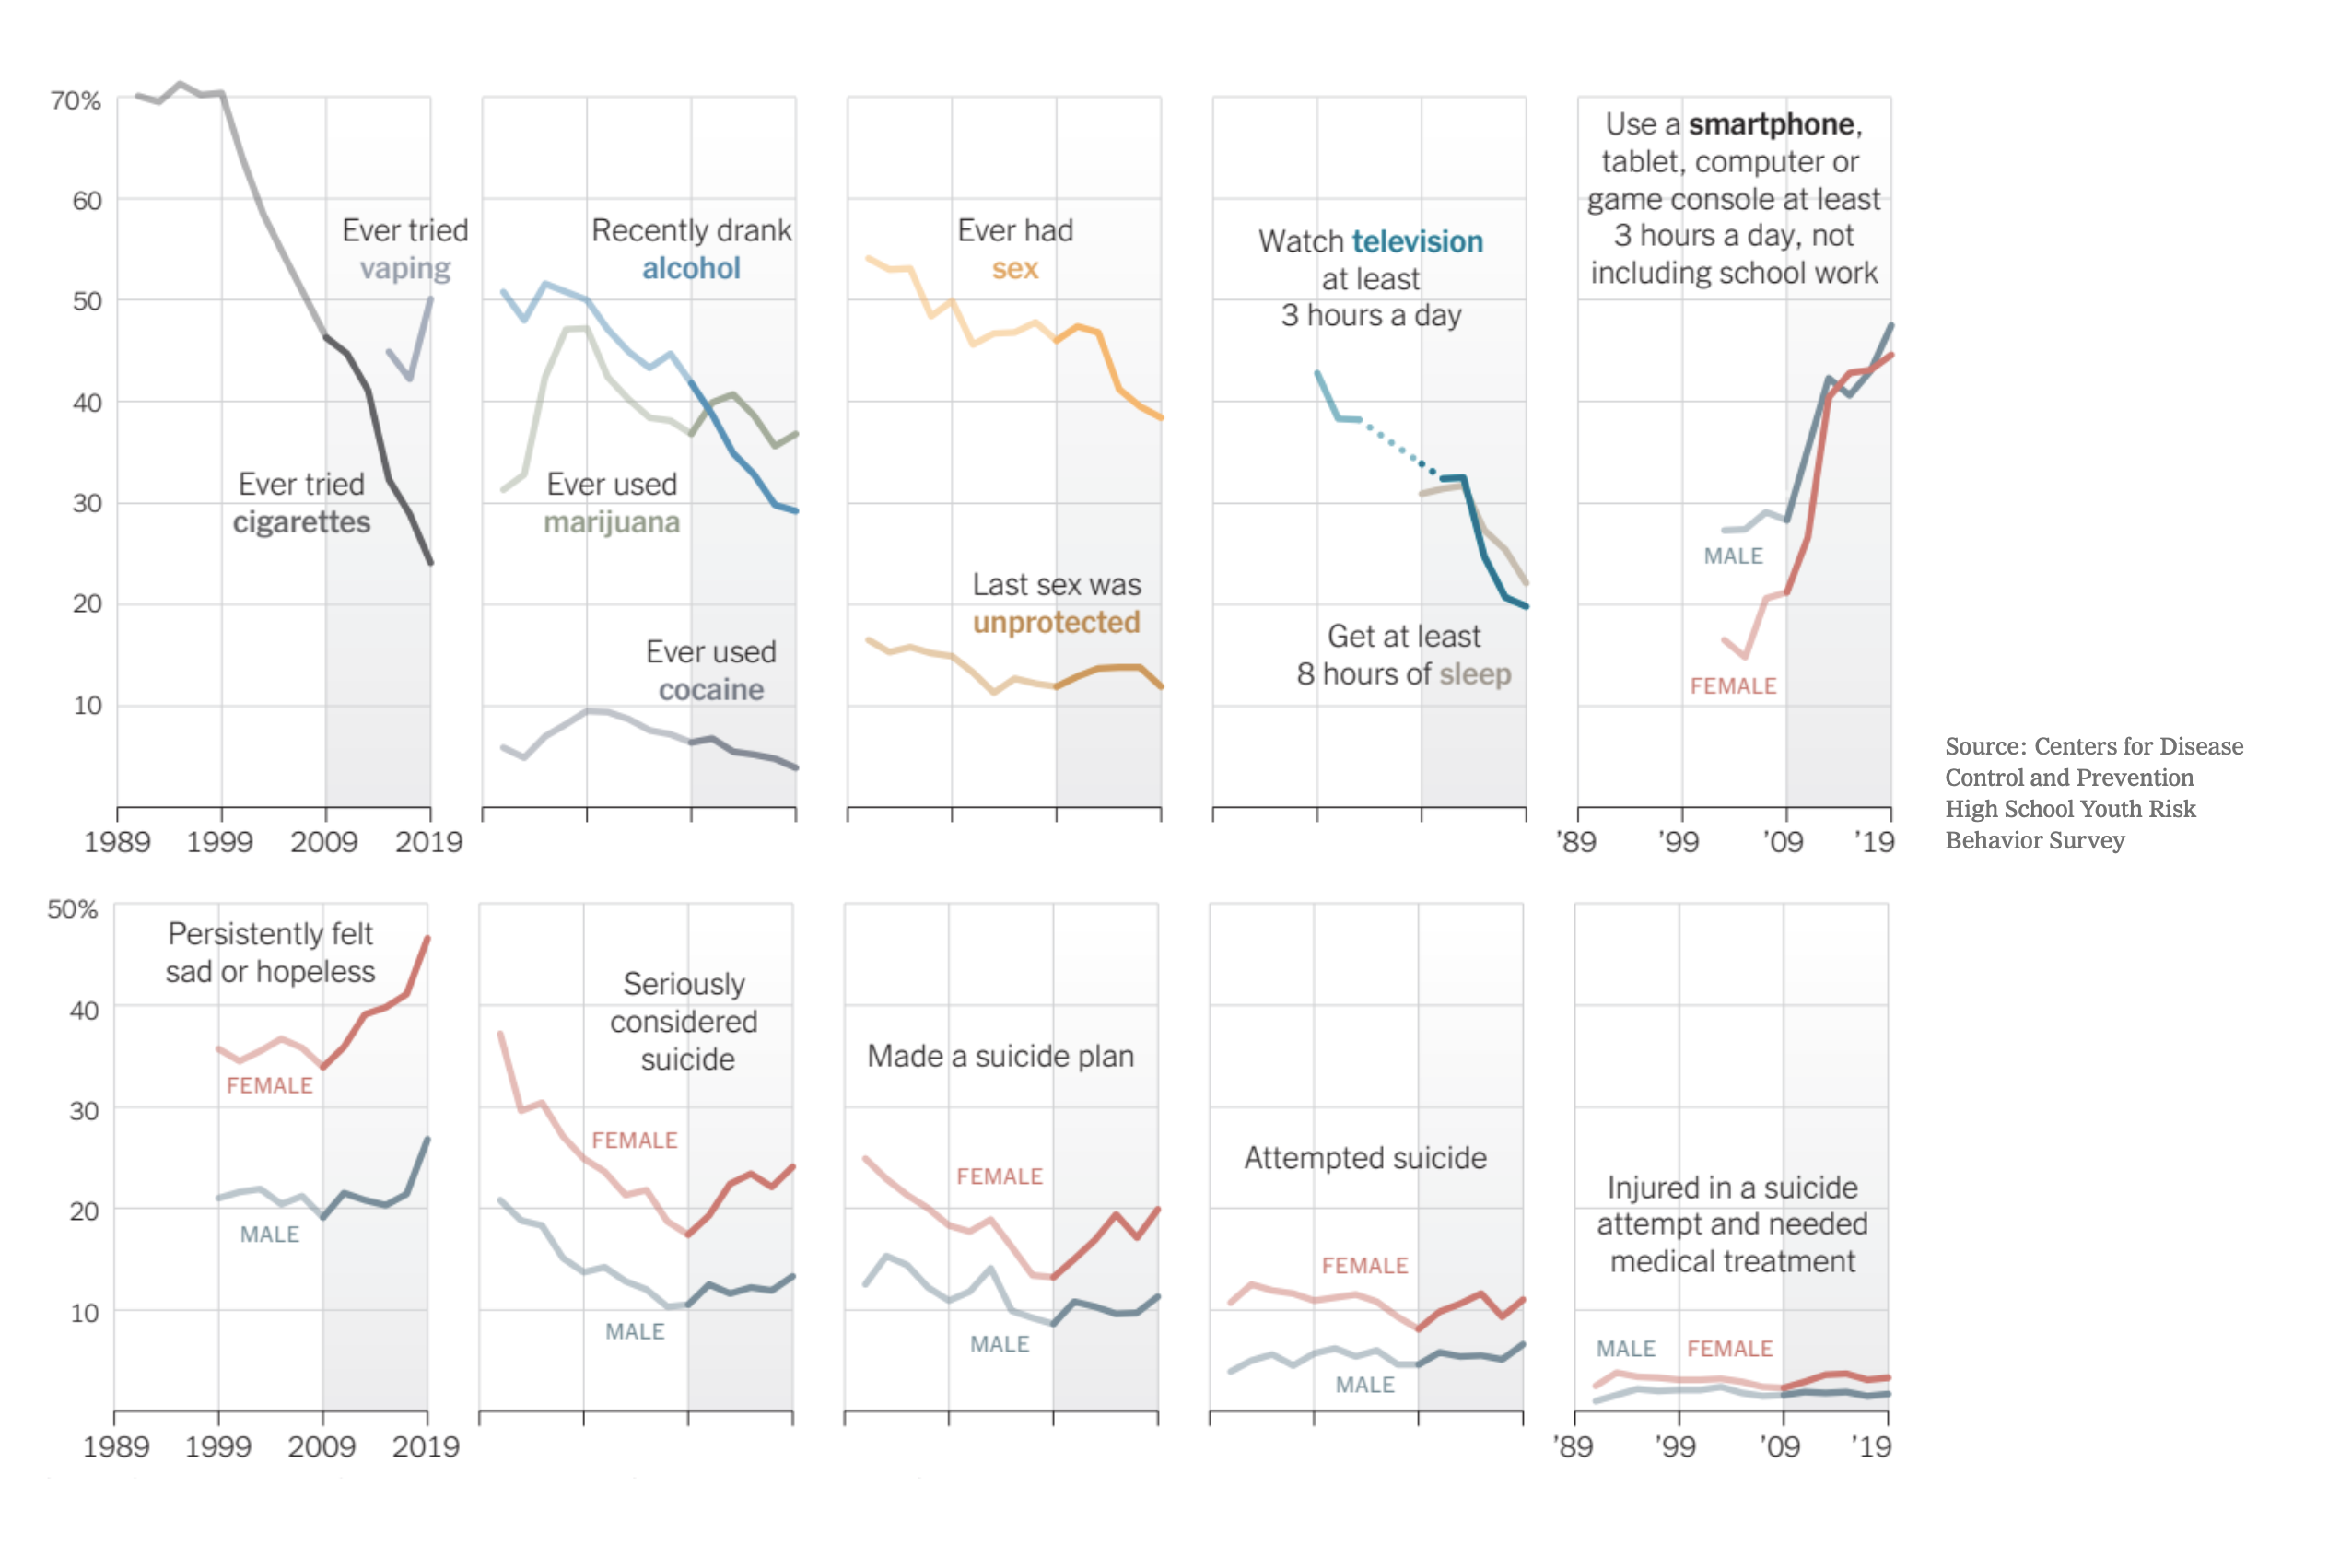 70%
60
50
40
30
20
10
Ever tried
vaping
Ever tried
cigarettes
1989 1999 2009 2019
Recently drank
alcohol
Ever used
marijuana
Ever used
cocaine
Ever had
sex
Last sex was
unprotected
Watch television
at least
3 hours a day
Get at least
8 hours of sleep
Use a smartphone,
tablet, computer or
game console at least
3 hours a day, not
including school work
MALE
FEMALE
’89 ’99 ’09 ’19
Source: Centers for Disease
Control and Prevention
High School Youth Risk
Behavior Survey
50%
40
30
20
10
Persistently felt
sad or hopeless
FEMALE
MALE
1989 1999 2009 2019
Seriously
considered
suicide
FEMALE
MALE
Made a suicide plan
FEMALE
MALE
Attempted suicide
FEMALE
MALE
Injured in a suicide
attempt and needed
medical treatment
MALE FEMALE
’89 ’99 ’09 ’19